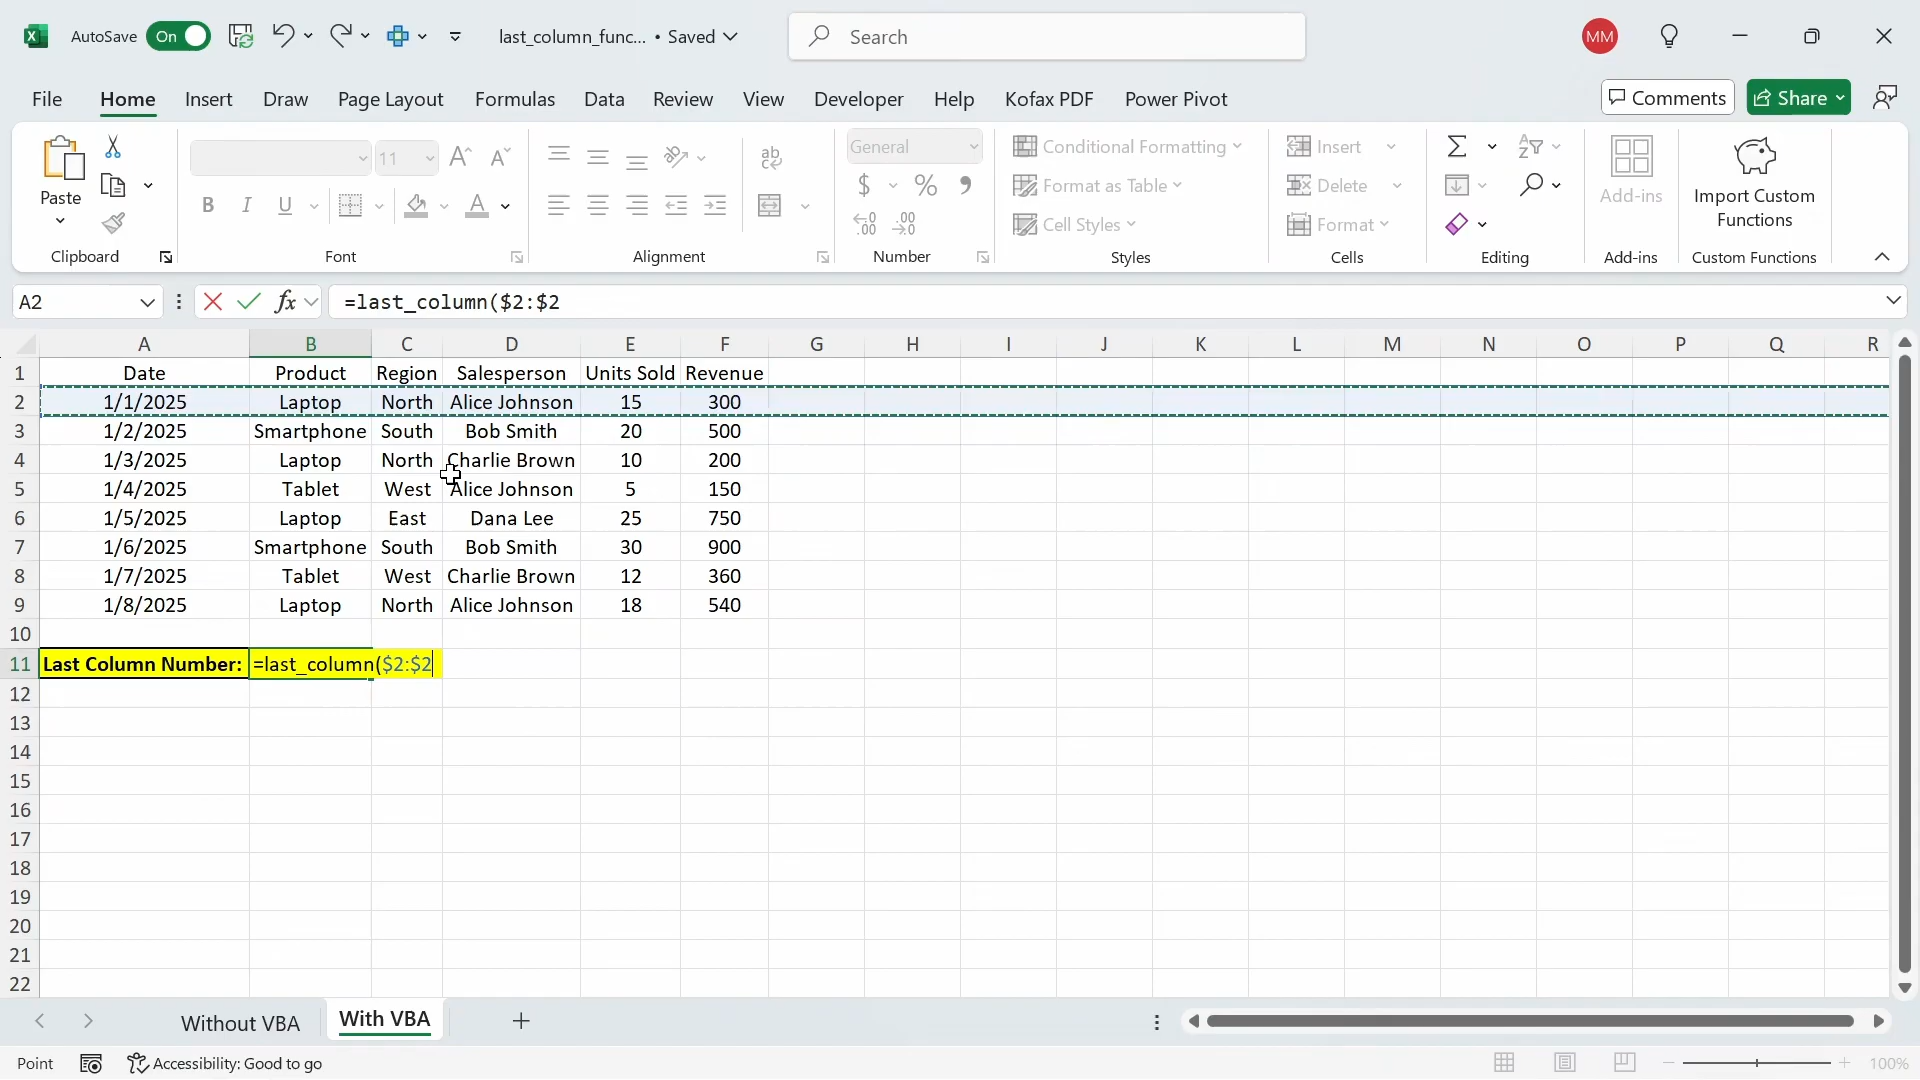 AutoSave On last_column_func... • Saved Search MM
File Home Insert Draw Page Layout Formulas Data Review View Developer Help Kofax PDF Power Pivot Comments Share
Paste 11 General Conditional Formatting Format as Table Cell Styles Insert Delete Format Add-ins Import Custom Functions
Clipboard Font Alignment Number Styles Cells Editing Add-ins Custom Functions
A2 fx =last_column($2:$2
A B C D E F G H I J K L M N O P Q R
1 Date Product Region Salesperson Units Sold Revenue
2 1/1/2025 Laptop North Alice Johnson 15 300
3 1/2/2025 Smartphone South Bob Smith 20 500
4 1/3/2025 Laptop North Charlie Brown 10 200
5 1/4/2025 Tablet West Alice Johnson 5 150
6 1/5/2025 Laptop East Dana Lee 25 750
7 1/6/2025 Smartphone South Bob Smith 30 900
8 1/7/2025 Tablet West Charlie Brown 12 360
9 1/8/2025 Laptop North Alice Johnson 18 540
10
11 Last Column Number: =last_column($2:$2
12
13
14
15
16
17
18
19
20
21
22
Without VBA With VBA
Point Accessibility: Good to go 100%